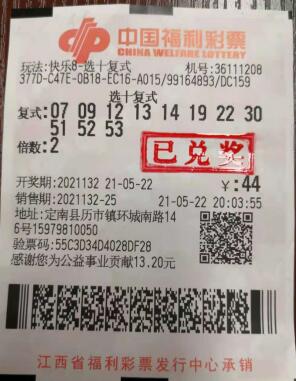 中国福利彩票
CHINA WELFARE LOTTERY
玩法:快乐8-选十复式 机号:36111208
377D-C47E-0B18-EC16-A015/99164893/DC159
选十复式
复式:07 09 12 13 14 19 22 30
51 52 53
倍数:2
已兑奖
开奖期:2021132 21-05-22 ￥:44
销售期:2021132-25 21-05-22 20:03:55
地址:定南县历市镇环城南路14
6号15979810050
验票码:55C3D34D4028DF28
感谢您为公益事业贡献13.20元
江西省福利彩票发行中心承销